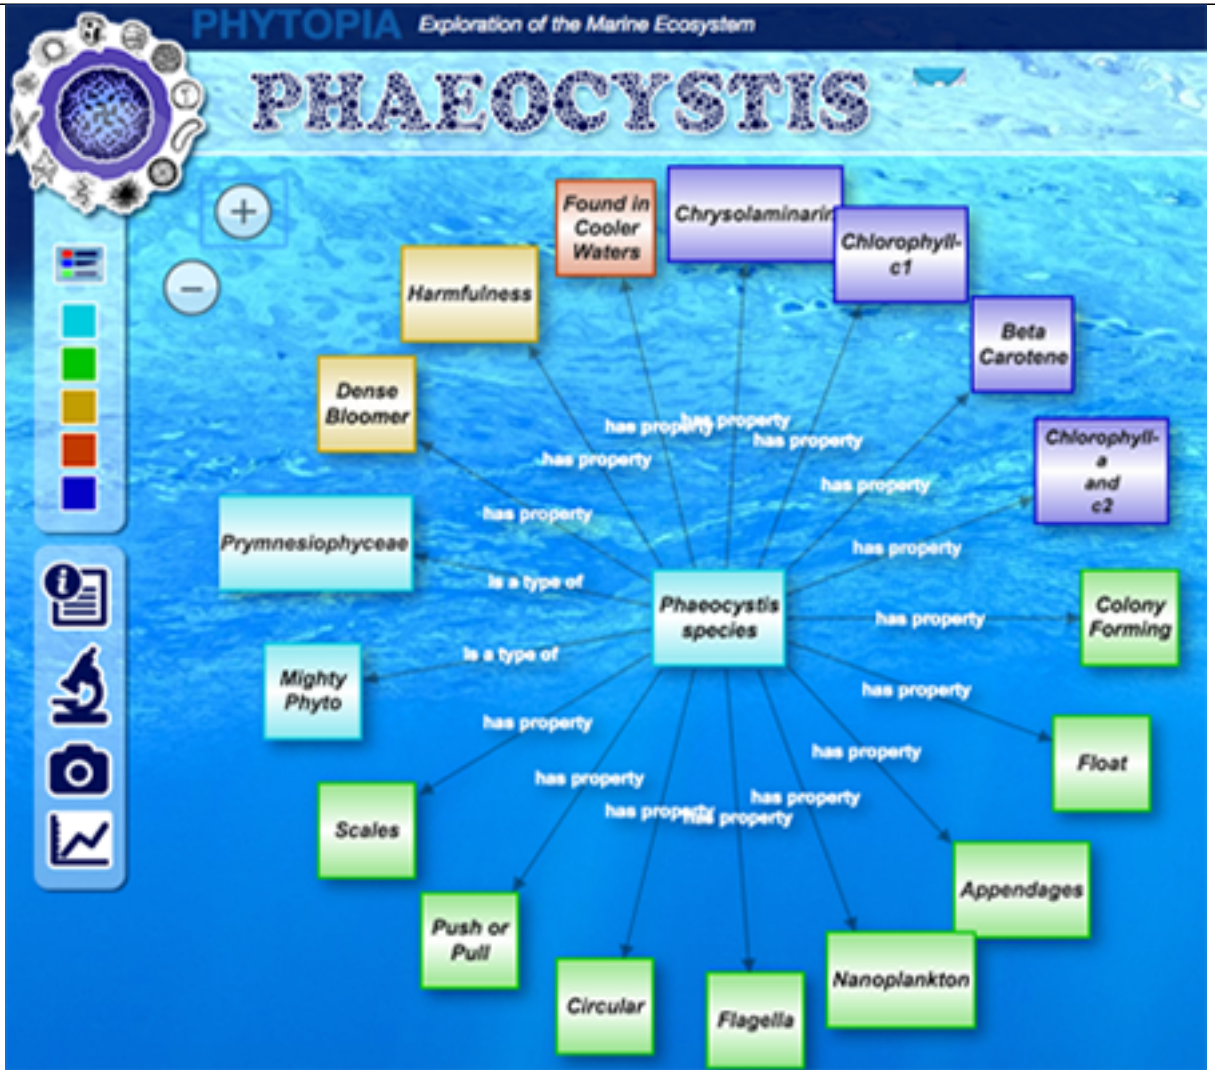 PHYTOPIA Exploration of the Marine Ecosystem
PHAEOCYSTIS
Found in
Cooler
Waters
Chrysolaminarin
Chlorophyll-
c1
Harmfulness
Beta
Carotene
Dense
Bloomer
Chlorophyll-
a
and
c2
has property
has property
has property
has property
has property
has property
has property
Prymnesiophyceae
is a type of
Phaeocystis
species
has property
Colony
Forming
is a type of
Mighty
Phyto
has property
Float
has property
has property
has property
has property
has property
has property
Scales
Appendages
Push or
Pull
Nanoplankton
Circular
Flagella